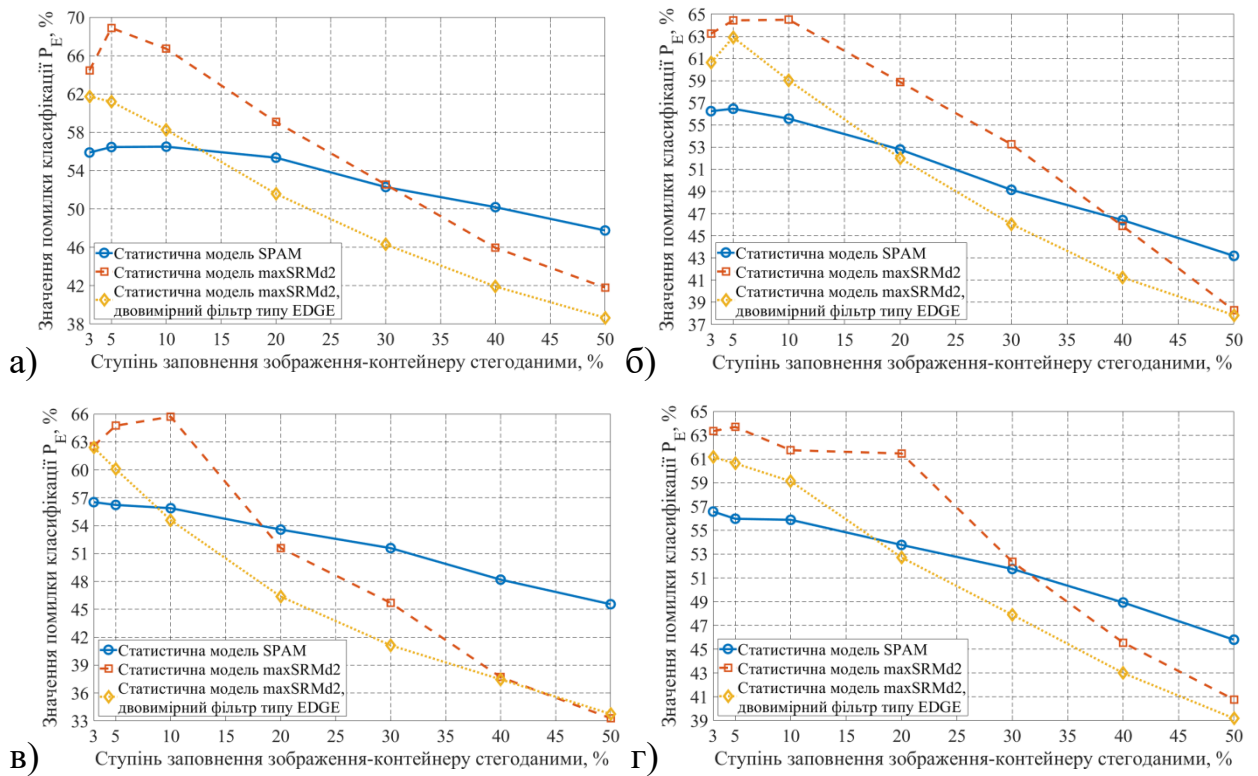 Значення помилки класифікації P_E, %
70
66
62
58
54
50
46
42
38
3 5 10 15 20 25 30 35 40 45 50
Статистична модель SPAM
Статистична модель maxSRMd2
Статистична модель maxSRMd2,
двовимірний фільтр типу EDGE
Ступінь заповнення зображення-контейнеру стегоданими, %
а)
Значення помилки класифікації P_E, %
65
63
61
59
57
55
53
51
49
47
45
43
41
39
37
3 5 10 15 20 25 30 35 40 45 50
Статистична модель SPAM
Статистична модель maxSRMd2
Статистична модель maxSRMd2,
двовимірний фільтр типу EDGE
Ступінь заповнення зображення-контейнеру стегоданими, %
б)
Значення помилки класифікації P_E, %
66
63
60
57
54
51
48
45
42
39
36
33
3 5 10 15 20 25 30 35 40 45 50
Статистична модель SPAM
Статистична модель maxSRMd2
Статистична модель maxSRMd2,
двовимірний фільтр типу EDGE
Ступінь заповнення зображення-контейнеру стегоданими, %
в)
Значення помилки класифікації P_E, %
65
63
61
59
57
55
53
51
49
47
45
43
41
39
3 5 10 15 20 25 30 35 40 45 50
Статистична модель SPAM
Статистична модель maxSRMd2
Статистична модель maxSRMd2,
двовимірний фільтр типу EDGE
Ступінь заповнення зображення-контейнеру стегоданими, %
г)